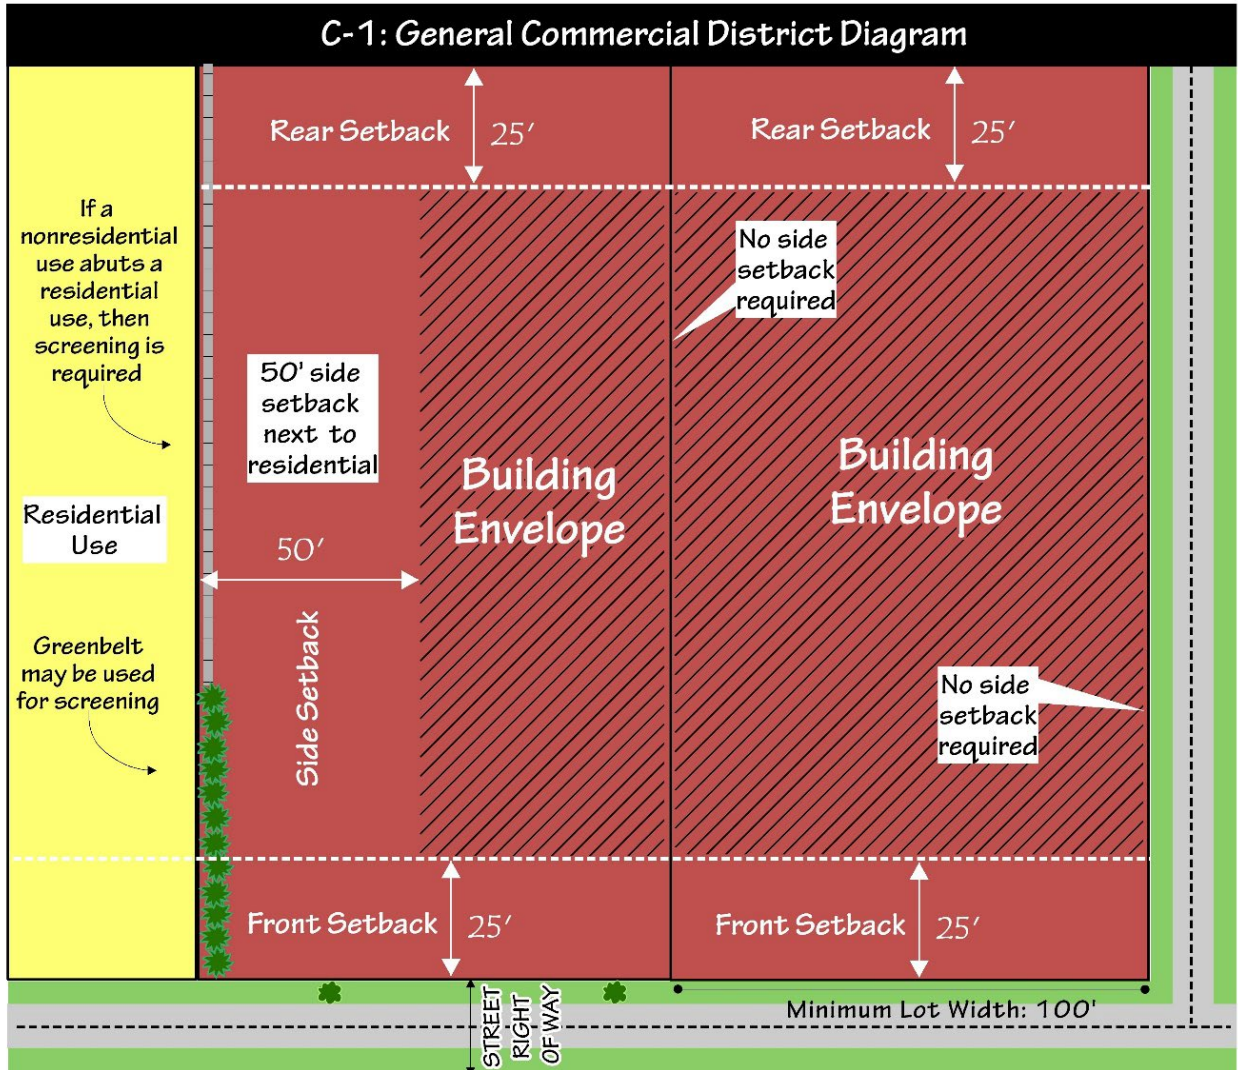 C-1: General Commercial District Diagram
Rear Setback 25'
Rear Setback 25'
If a
nonresidential
use abuts a
residential
use, then
screening is
required
No side
setback
required
50' side
setback
next to
residential
Building
Envelope
Building
Envelope
Residential
Use
50'
Side Setback
Greenbelt
may be used
for screening
No side
setback
required
Front Setback 25'
Front Setback 25'
STREET
RIGHT
OF WAY
Minimum Lot Width: 100'